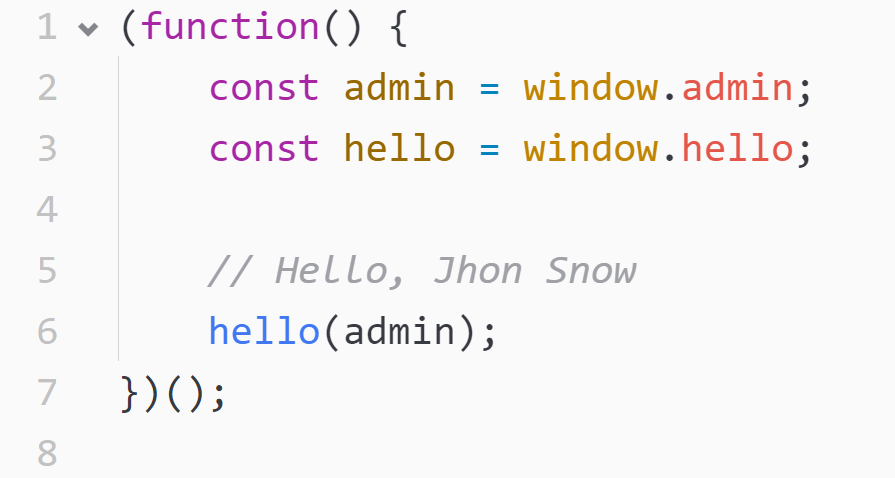 1 (function() {
2 const admin = window.admin;
3 const hello = window.hello;
4
5 // Hello, Jhon Snow
6 hello(admin);
7 })();
8